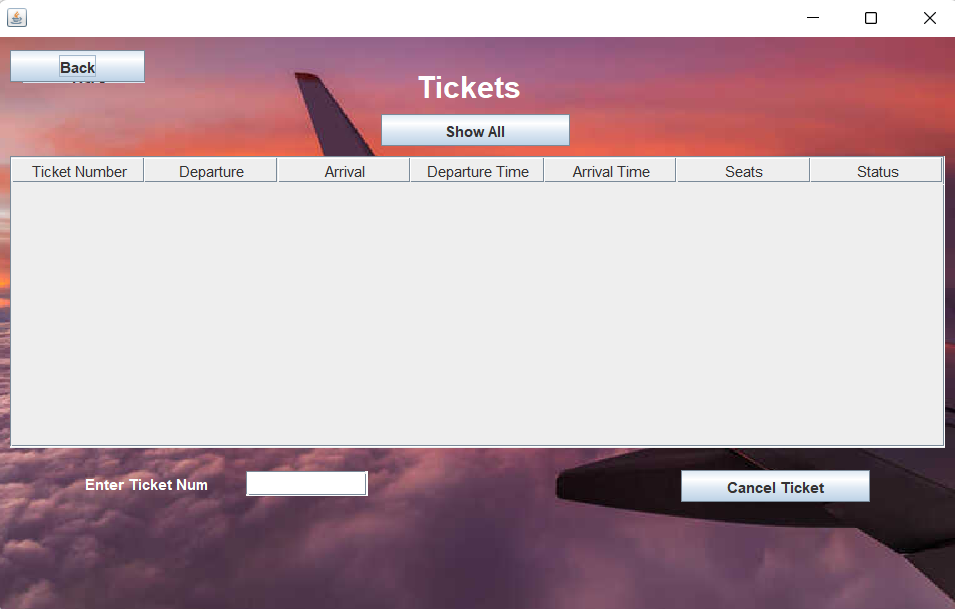 Back
Tickets
Show All
Ticket Number Departure Arrival Departure Time Arrival Time Seats Status
Enter Ticket Num
Cancel Ticket